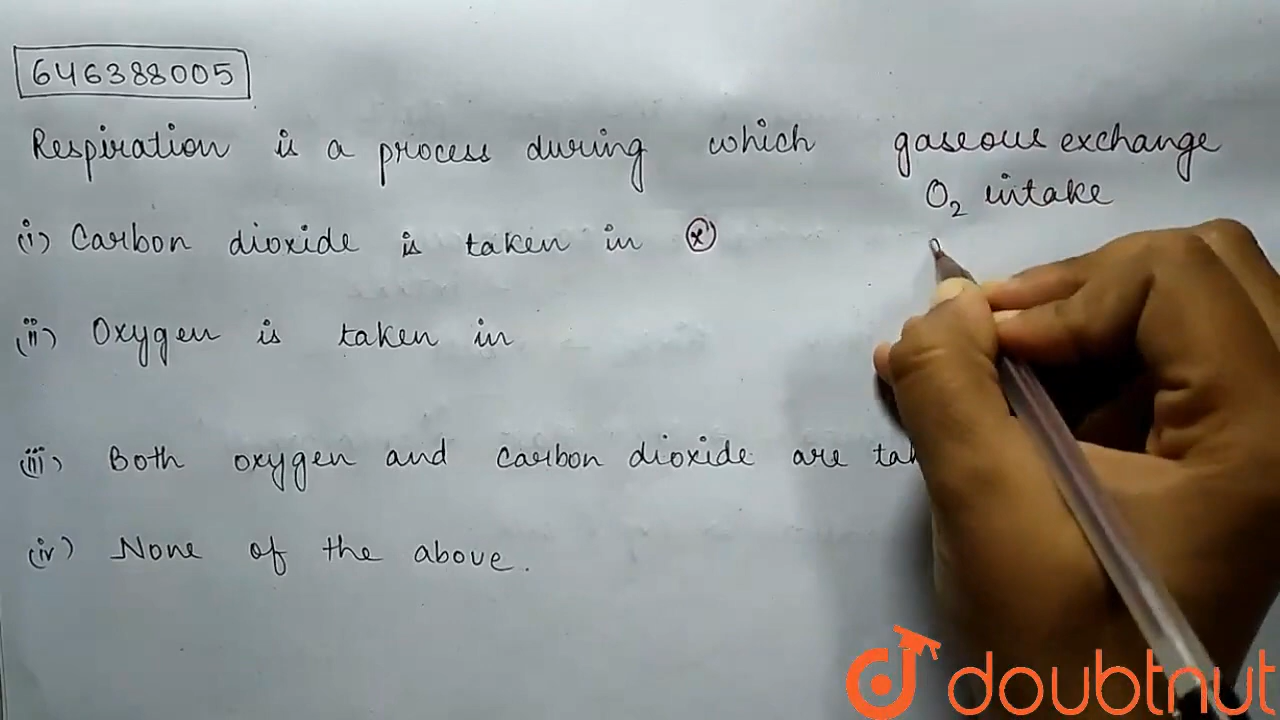 646388005
Respiration is a process during which gaseous exchange
O2 intake
(i) Carbon dioxide is taken in (x)
(ii) Oxygen is taken in
(iii) Both oxygen and carbon dioxide are
(iv) None of the above.
doubtnut